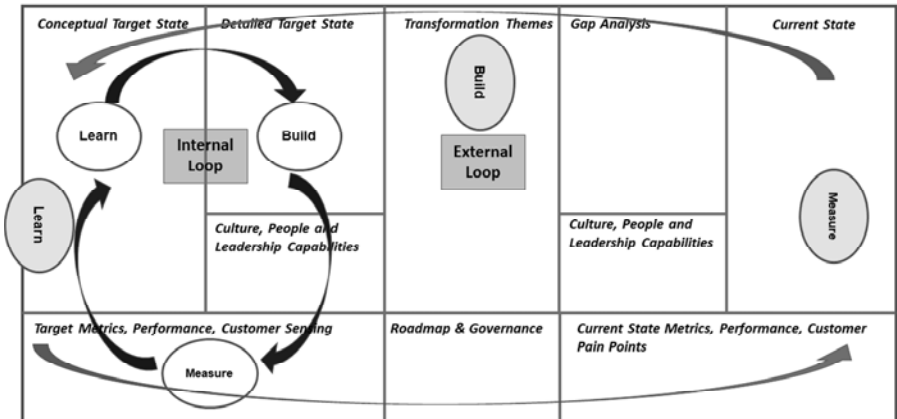 Conceptual Target State
Detailed Target State
Transformation Themes
Gap Analysis
Current State
Build
Learn
Internal
Loop
Build
External
Loop
Learn
Measure
Culture, People and
Leadership Capabilities
Culture, People and
Leadership Capabilities
Target Metrics, Performance, Customer Sensing
Roadmap & Governance
Current State Metrics, Performance, Customer
Pain Points
Measure